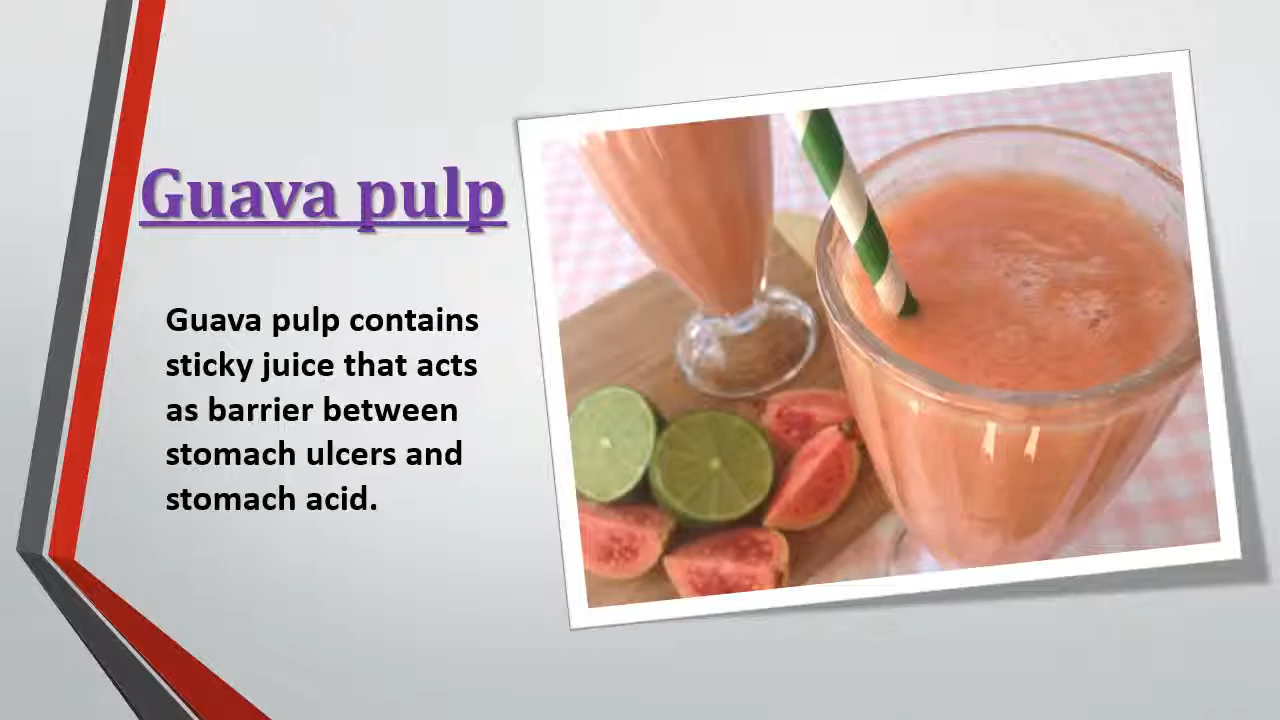 Guava pulp
Guava pulp contains
sticky juice that acts
as barrier between
stomach ulcers and
stomach acid.